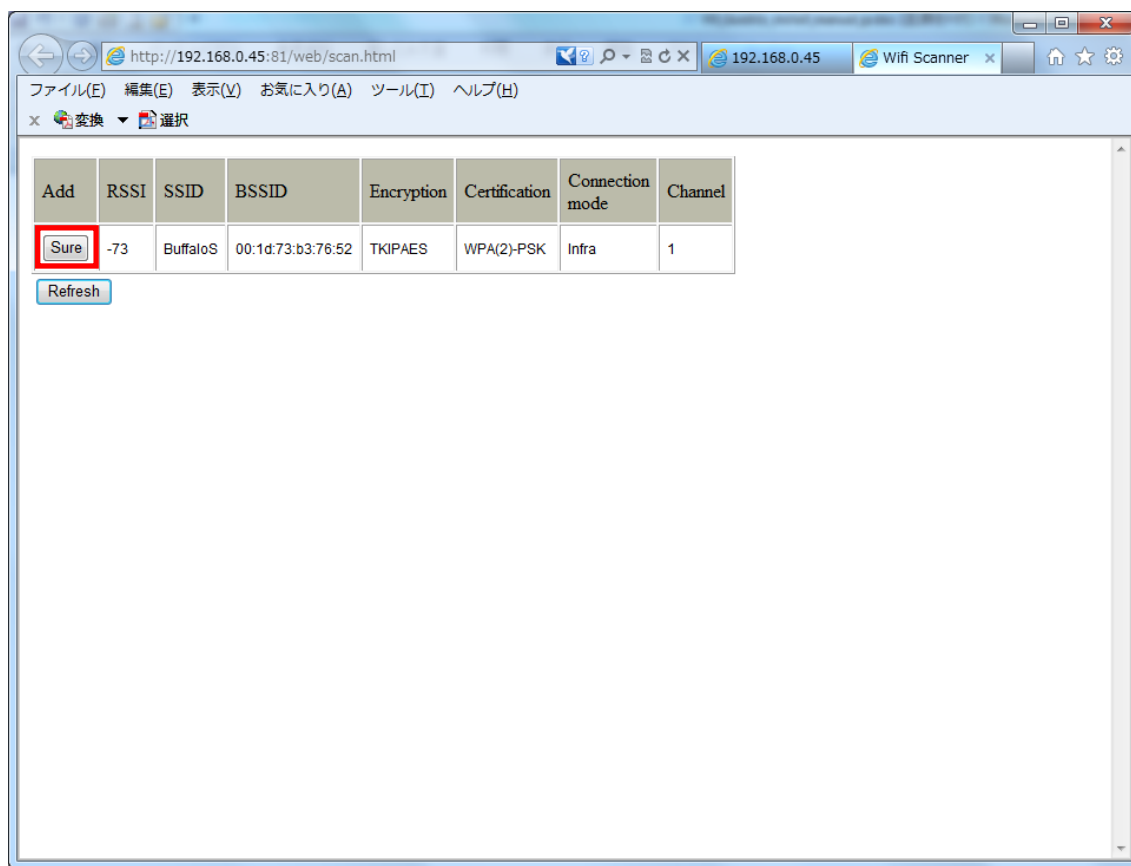 http://192.168.0.45:81/web/scan.html
192.168.0.45
Wifi Scanner
ファイル(F) 編集(E) 表示(V) お気に入り(A) ツール(T) ヘルプ(H)
x 変換 ▼ 選択
Add RSSI SSID BSSID Encryption Certification Connection mode Channel
Sure -73 BuffaloS 00:1d:73:b3:76:52 TKIPAES WPA(2)-PSK Infra 1
Refresh